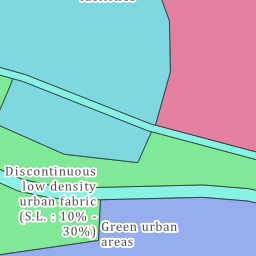 Discontinuous
low density
urban fabric
(S.L. : 10% -
30%)
Green urban
areas